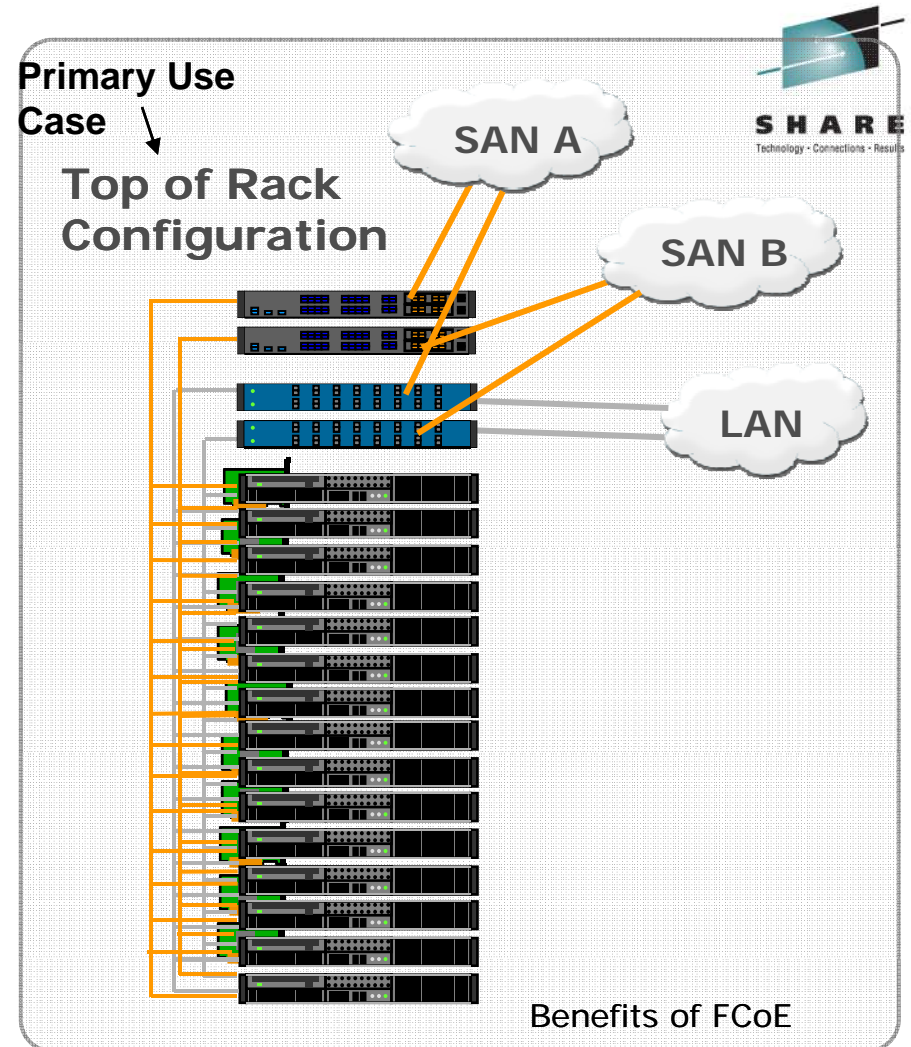 Primary Use
Case
SAN A
SHARE
Technology · Connections · Results
Top of Rack
Configuration
SAN B
LAN
Benefits of FCoE